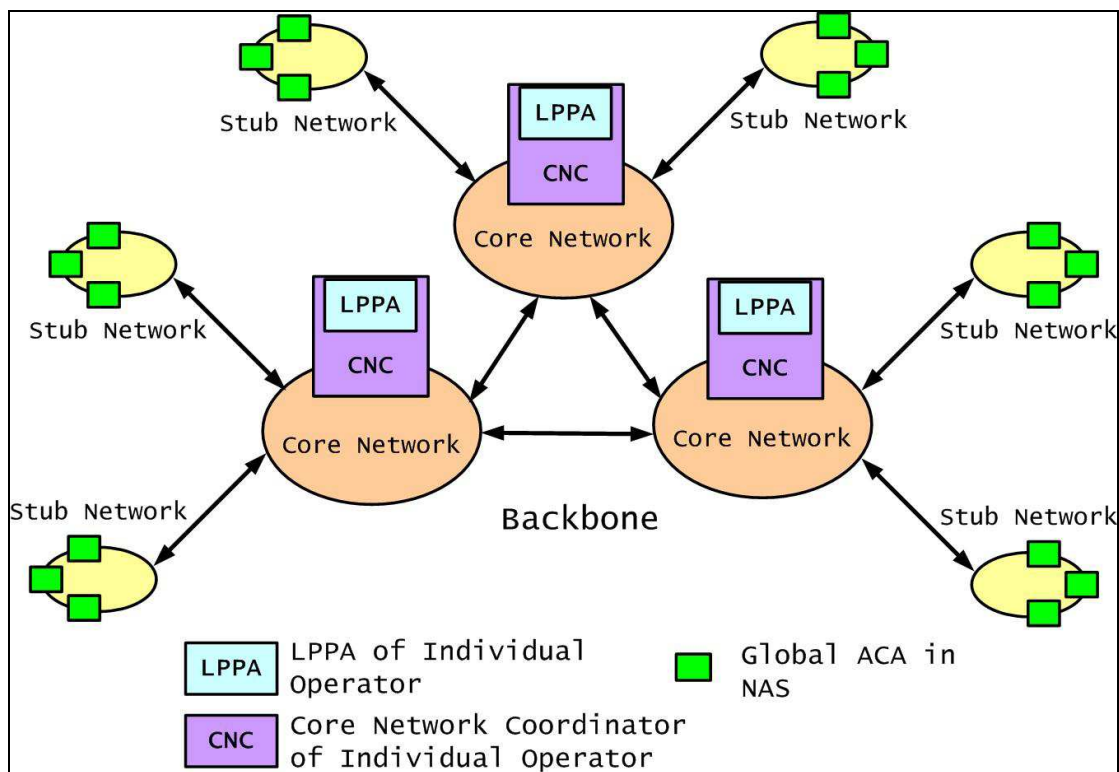 Stub Network
Stub Network
LPPA
CNC
Core Network
Stub Network
Stub Network
LPPA
CNC
Core Network
LPPA
CNC
Core Network
Stub Network
Stub Network
Backbone
LPPA
LPPA of Individual
Operator
CNC
Core Network Coordinator
of Individual Operator
Global ACA in
NAS